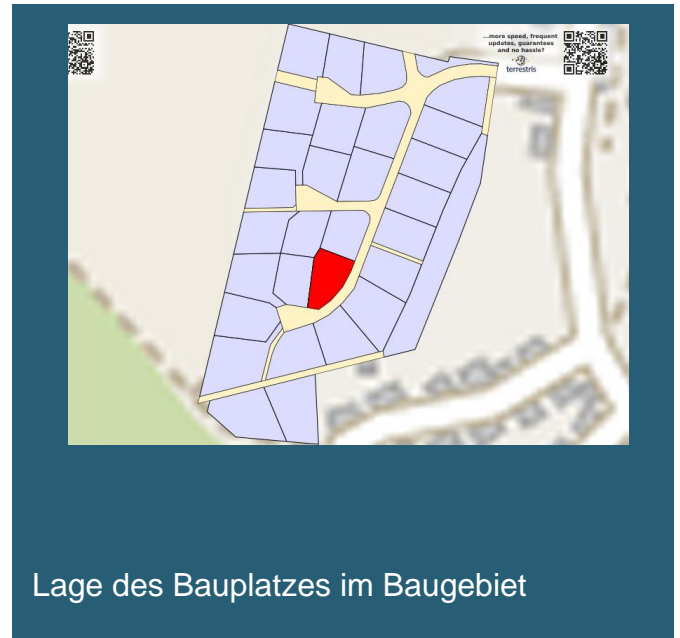 ...more speed, frequent
updates, guarantees
and no hassle?
terrestris
Lage des Bauplatzes im Baugebiet